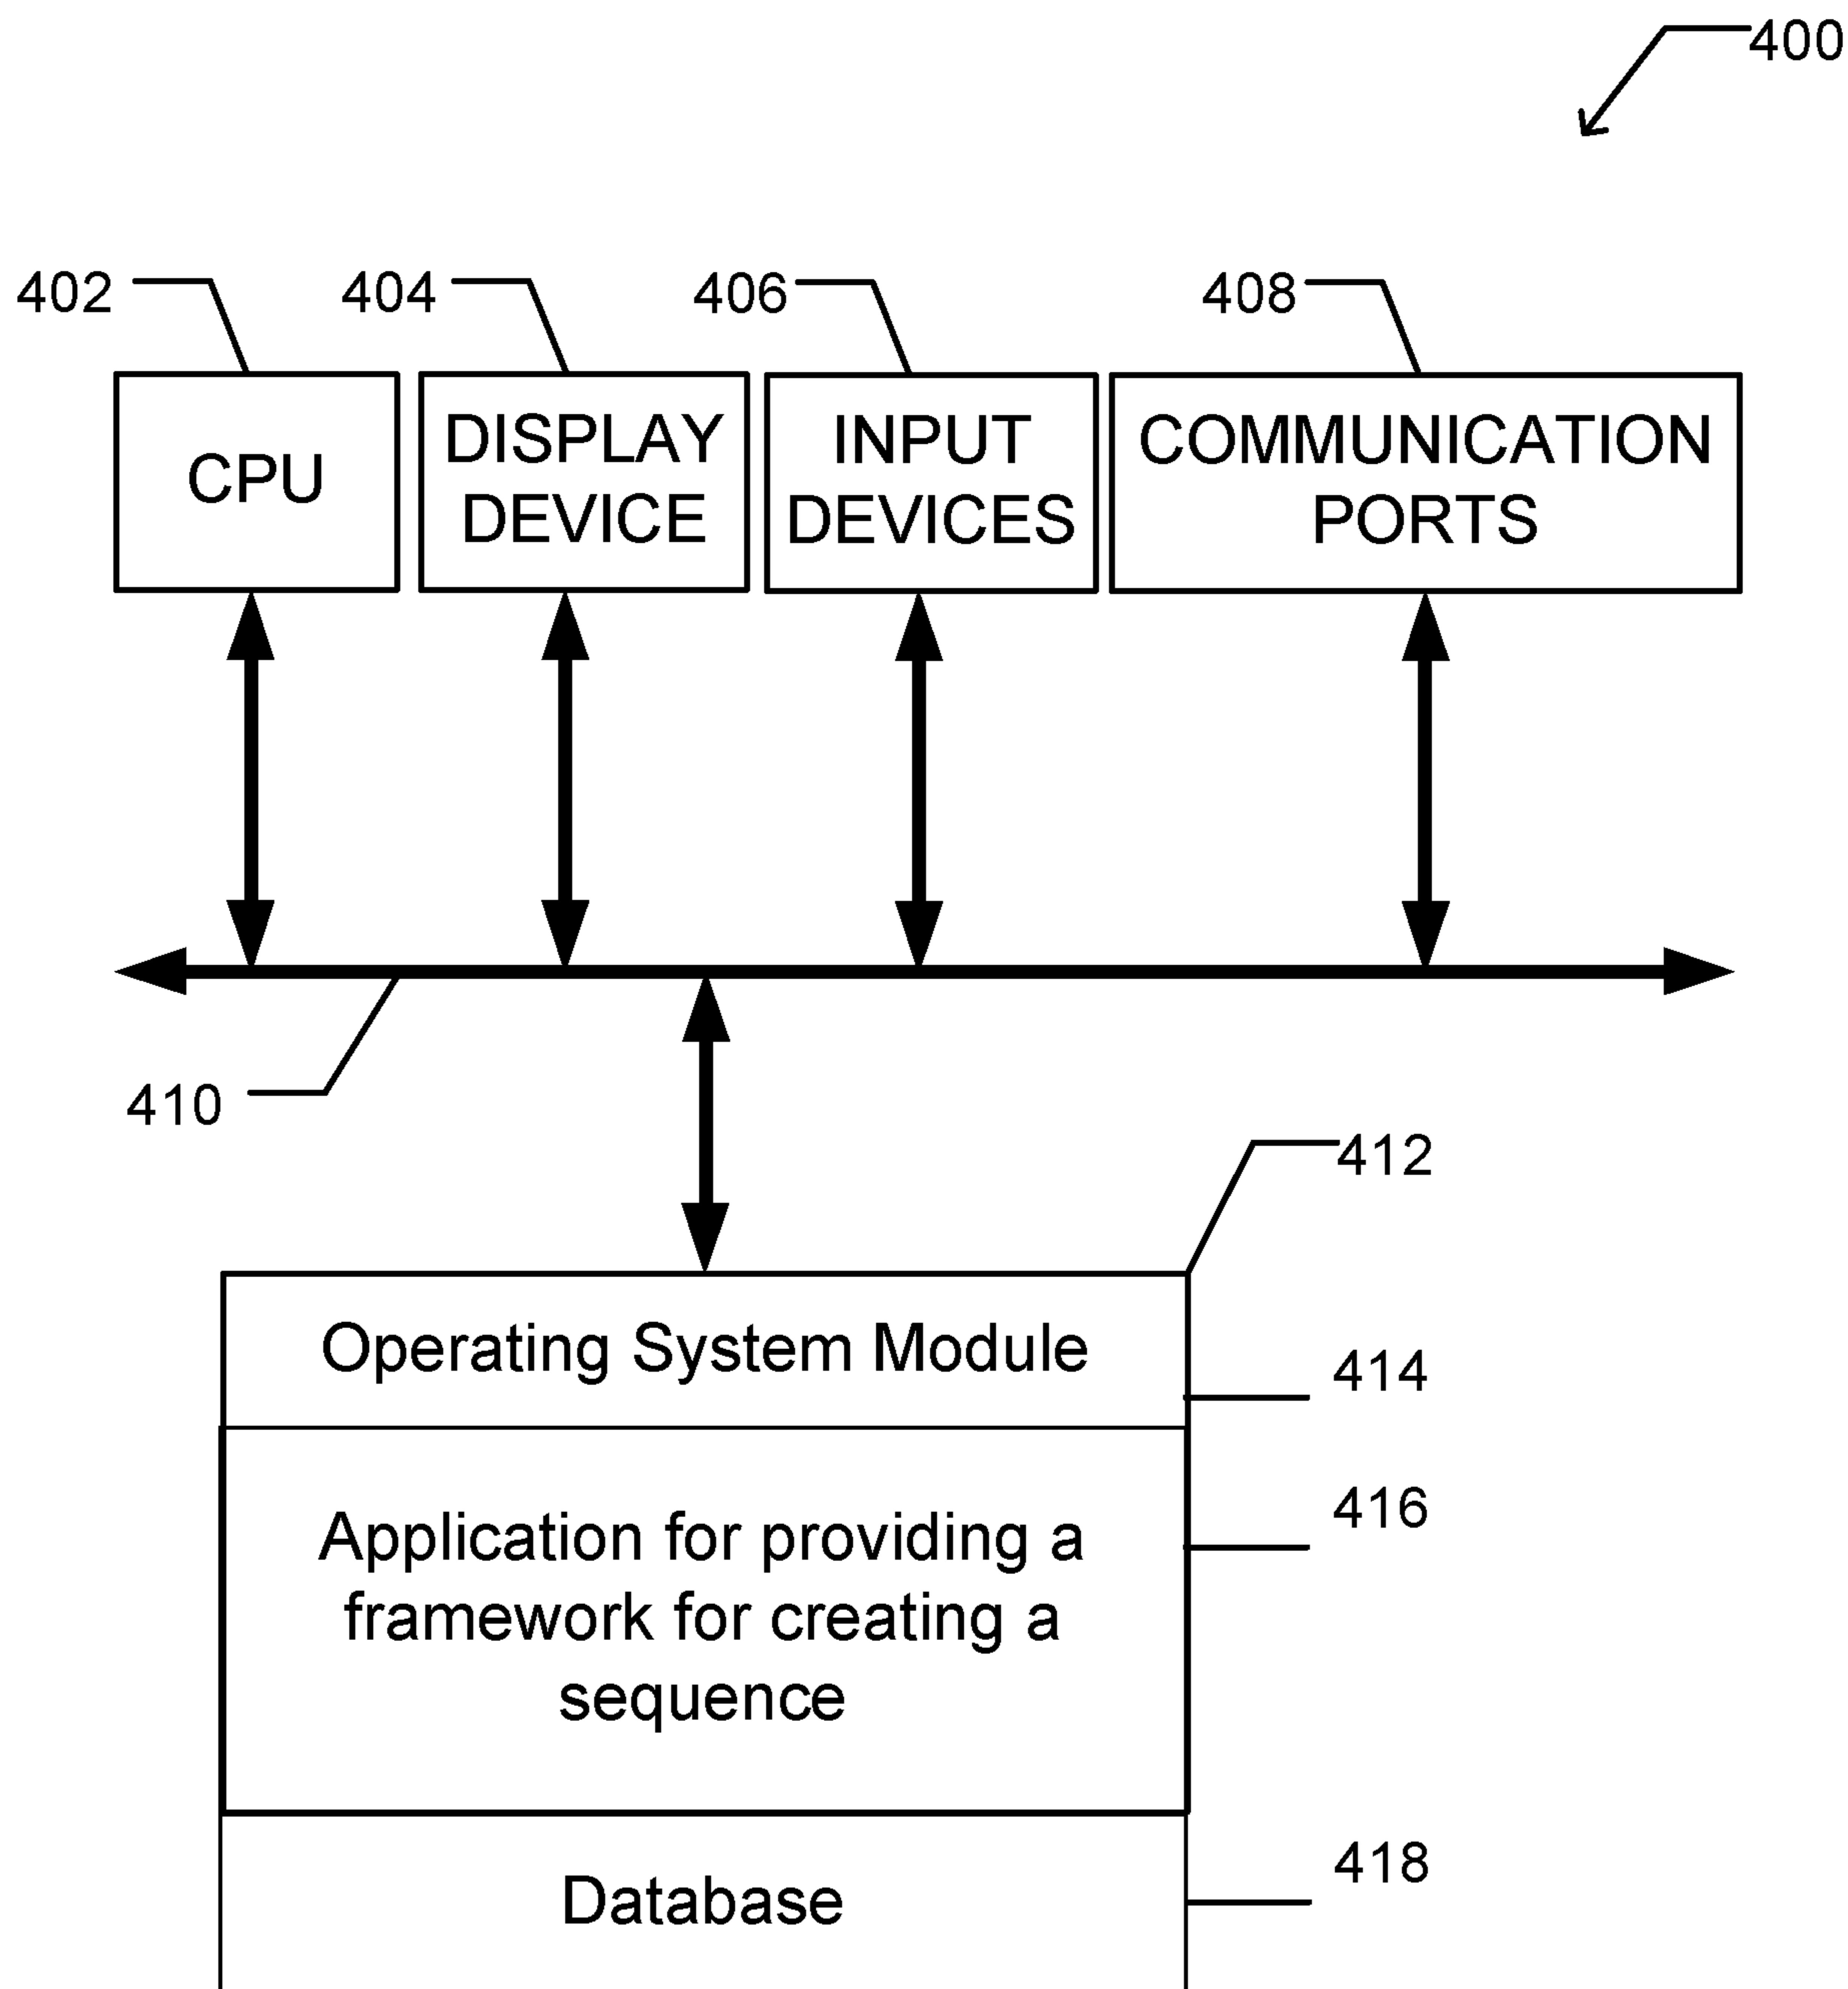 400
402
404
406
408
CPU
DISPLAY
DEVICE
INPUT
DEVICES
COMMUNICATION
PORTS
410
412
Operating System Module
414
416
Application for providing a
framework for creating a
sequence
418
Database